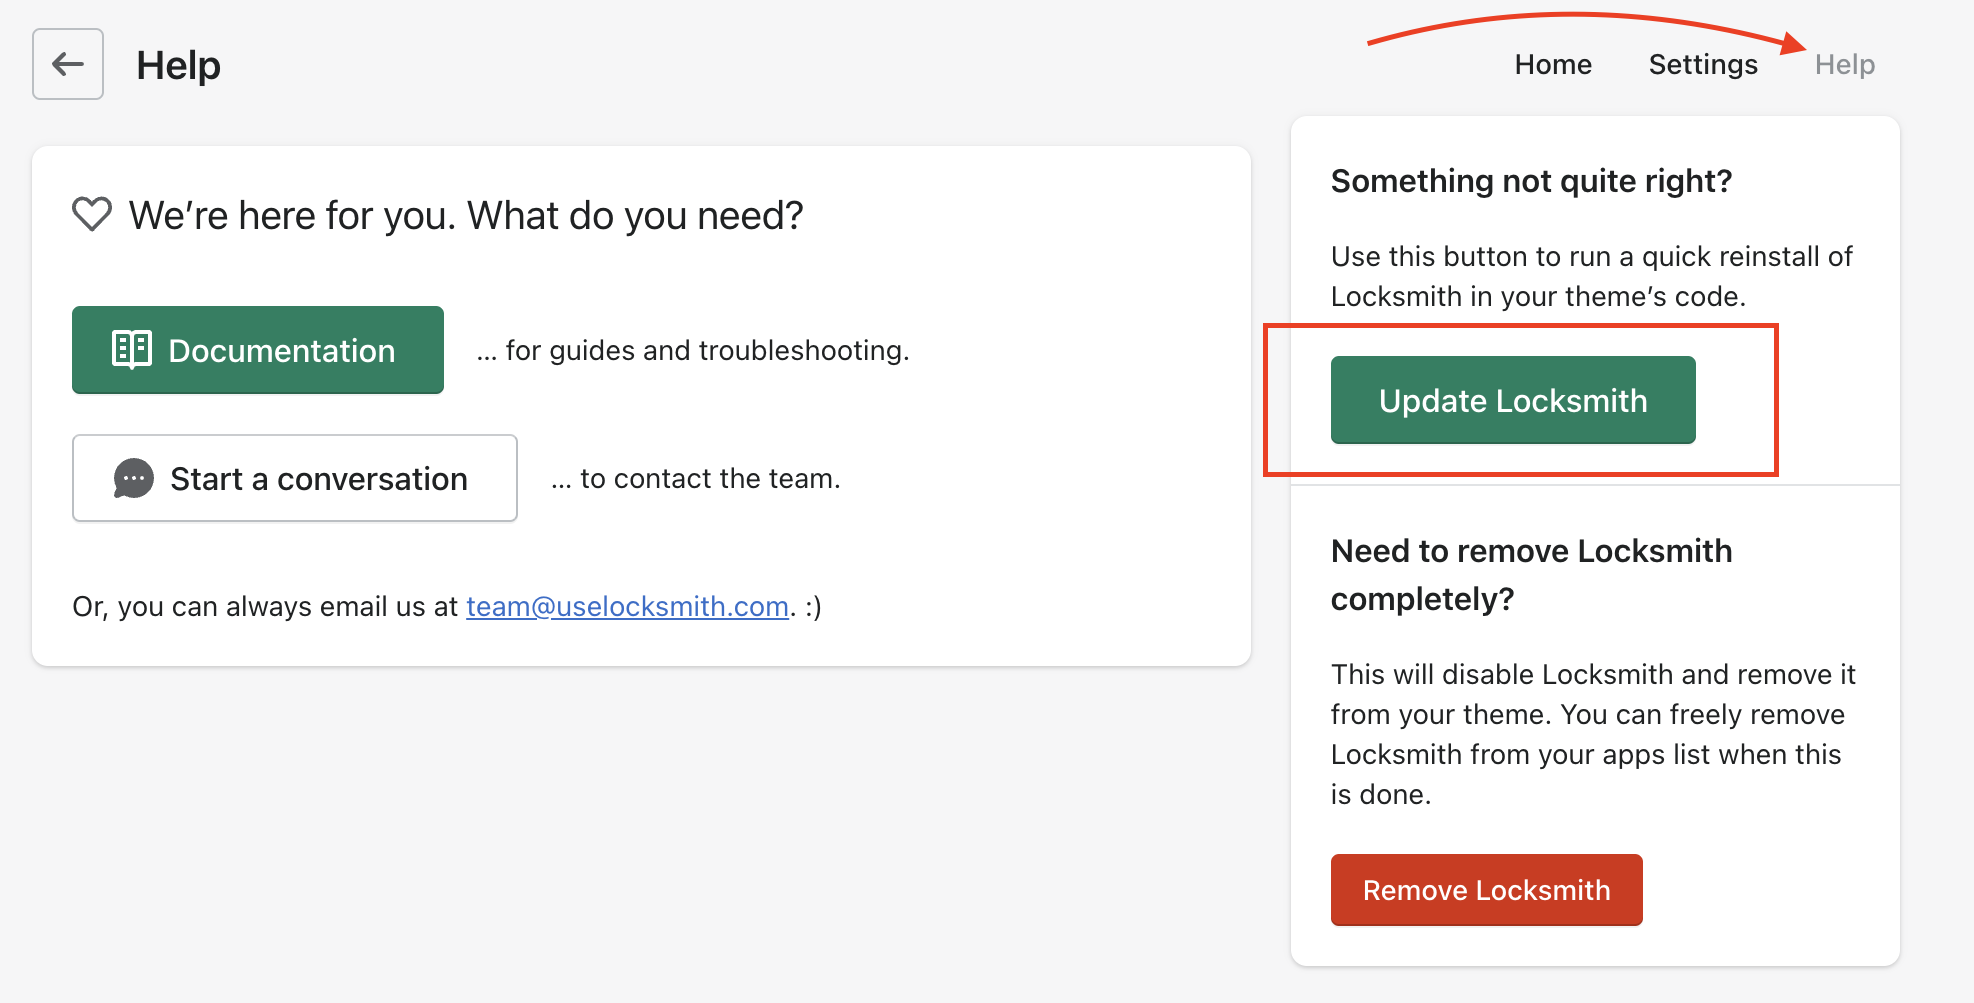 Help
Home
Settings
Help
We’re here for you. What do you need?
Documentation
... for guides and troubleshooting.
Start a conversation
... to contact the team.
Or, you can always email us at team@uselocksmith.com. :)
Something not quite right?
Use this button to run a quick reinstall of
Locksmith in your theme’s code.
Update Locksmith
Need to remove Locksmith
completely?
This will disable Locksmith and remove it
from your theme. You can freely remove
Locksmith from your apps list when this
is done.
Remove Locksmith